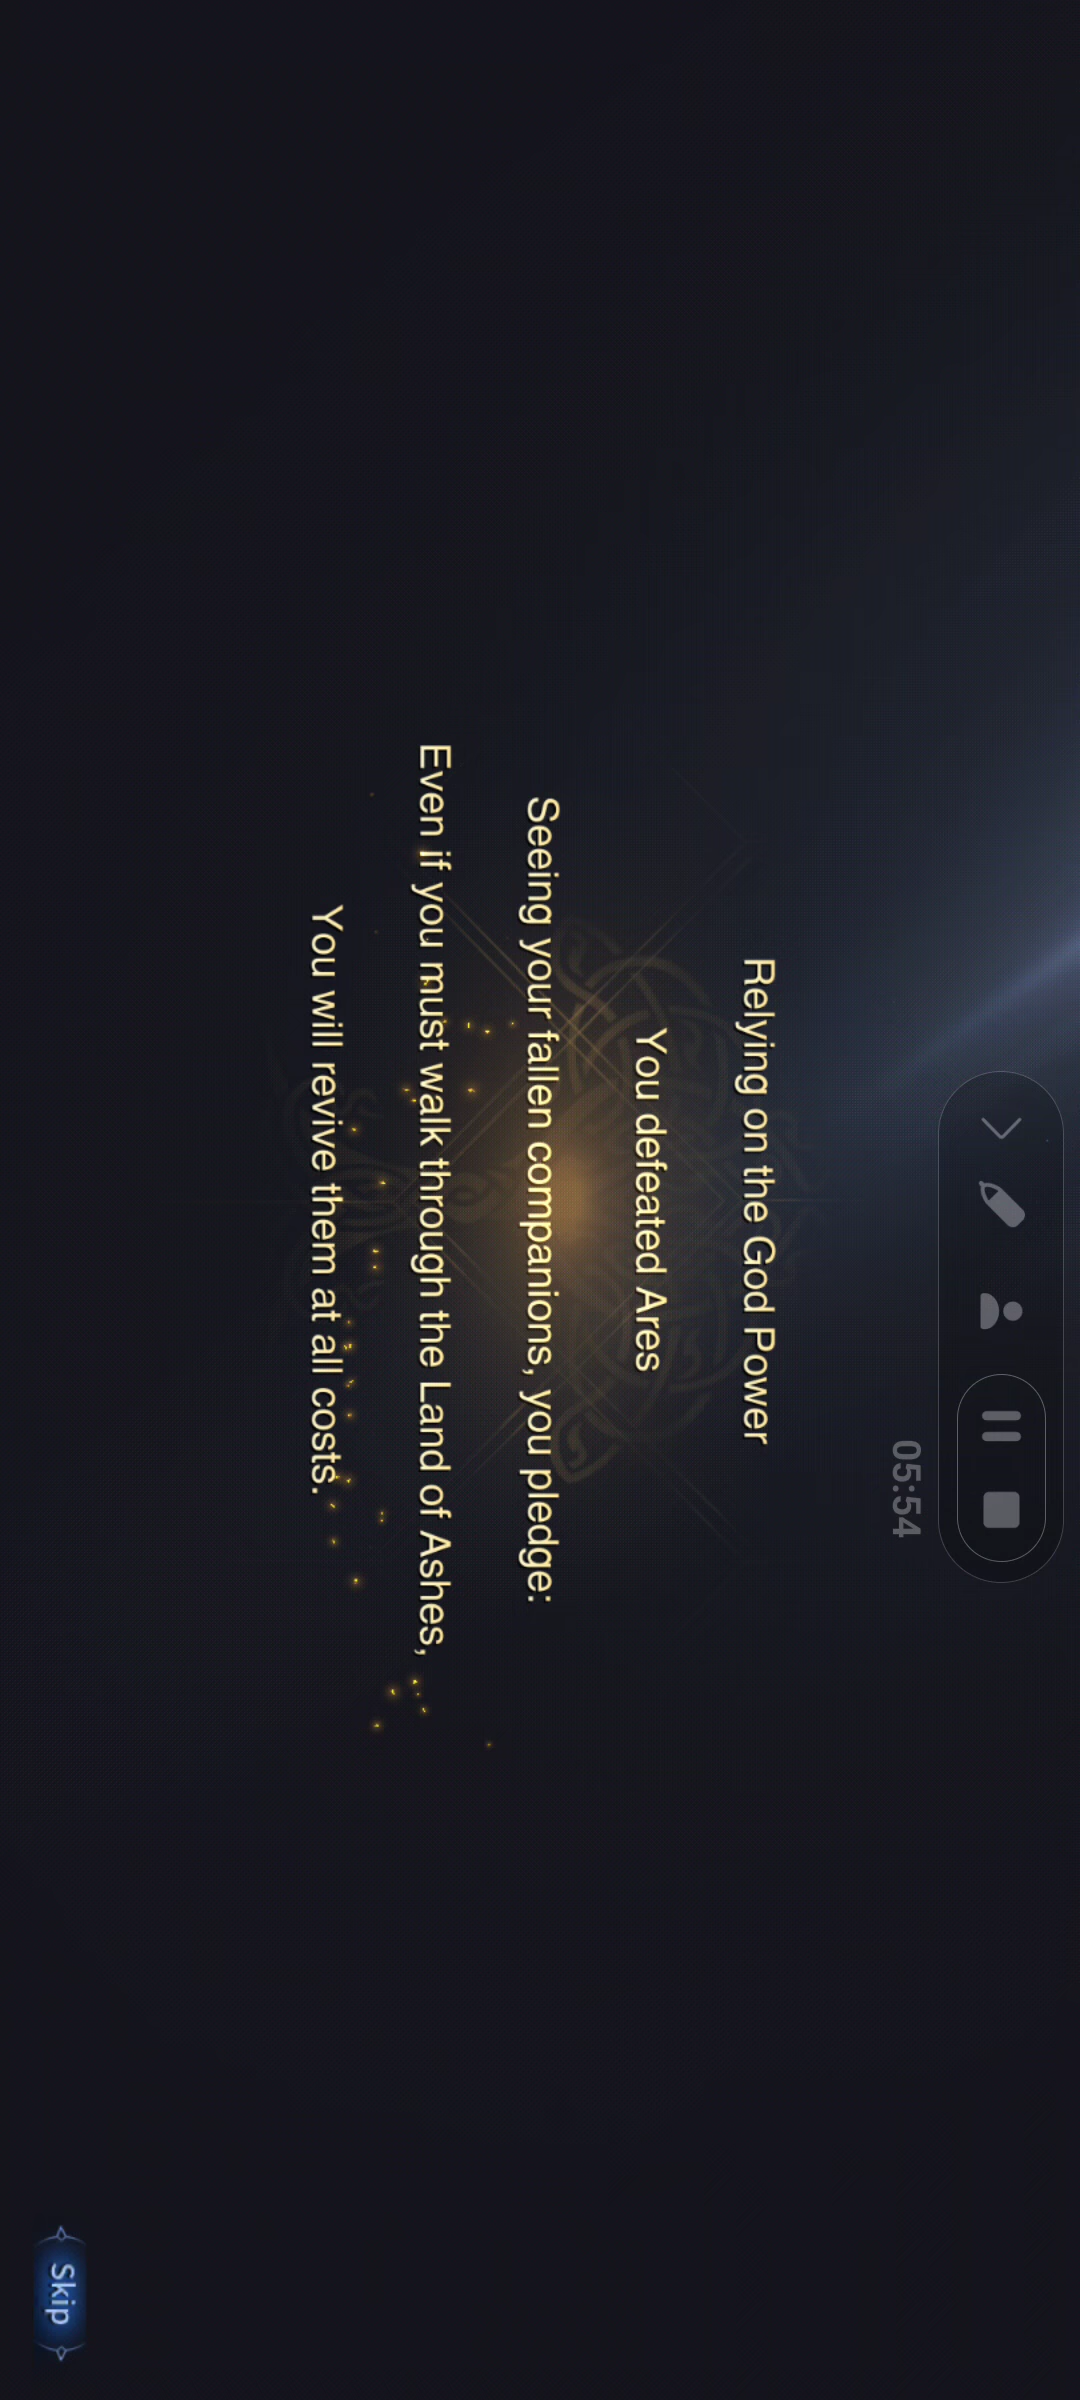 05:54
Relying on the God Power
You defeated Ares
Seeing your fallen companions, you pledge:
Even if you must walk through the Land of Ashes,
You will revive them at all costs.
Skip